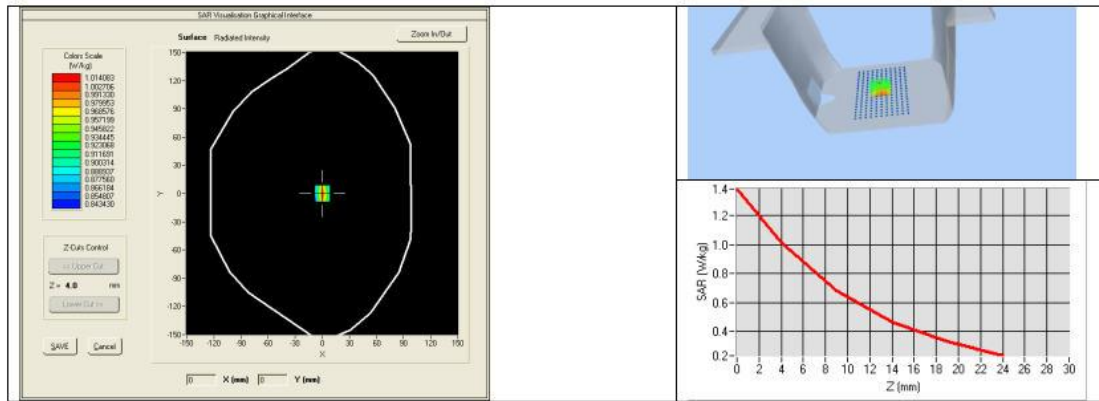 SAR Visualisation Graphical Interface
Surface Radiated Intensity
Zoom In/Out
Colors Scale
(W/kg)
1.014083
1.002706
0.991330
0.979953
0.968576
0.957199
0.945822
0.934445
0.923068
0.911691
0.900314
0.888937
0.877560
0.866184
0.854807
0.843430
150
120
90
60
30
0
-30
-60
-90
-120
-150
Y
-150 -120 -90 -60 -30 0 30 60 90 120 150
X
Z-Cuts Control
<< Upper Cut
Z = 4.0 mm
Lower Cut >>
SAVE Cancel
0 X (mm) 0 Y (mm)
SAR (W/kg)
1.4
1.2
1.0
0.8
0.6
0.4
0.2
0 2 4 6 8 10 12 14 16 18 20 22 24 26 28 30
Z (mm)